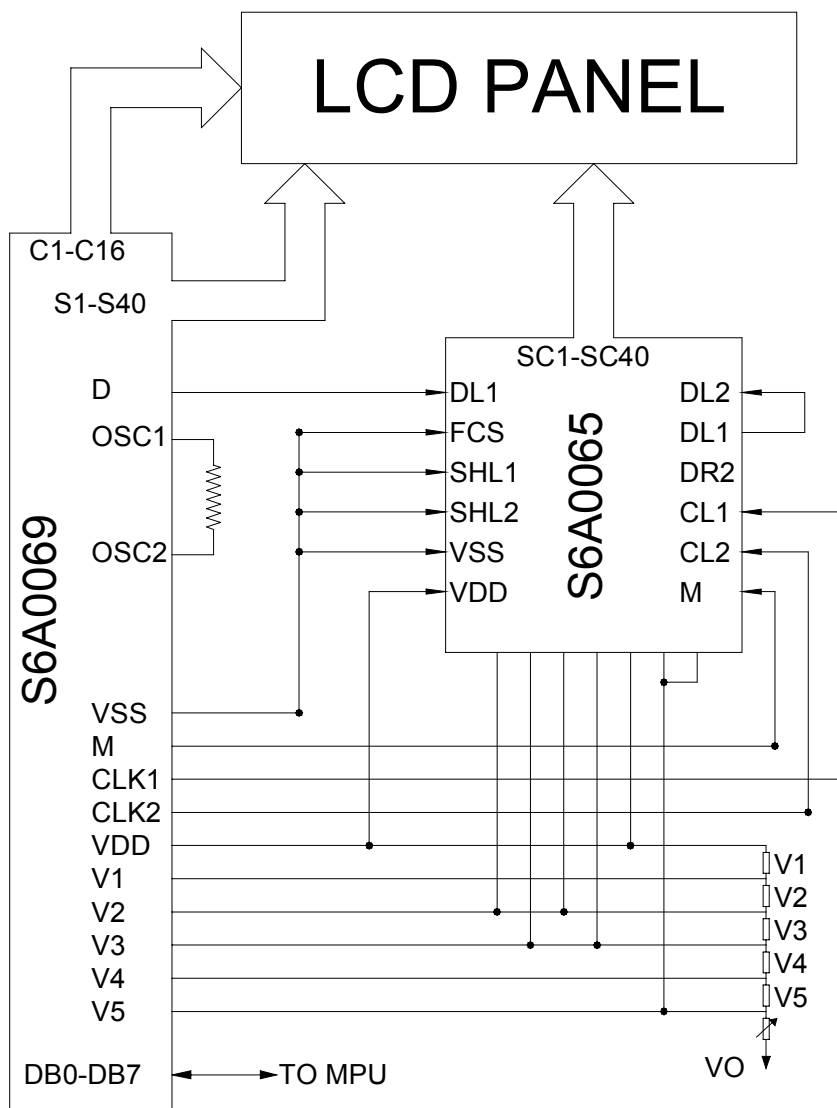 LCD PANEL
C1-C16
S1-S40
D
OSC1
OSC2
S6A0069
VSS
M
CLK1
CLK2
VDD
V1
V2
V3
V4
V5
DB0-DB7
TO MPU
SC1-SC40
DL1
FCS
SHL1
SHL2
VSS
VDD
S6A0065
DL2
DL1
DR2
CL1
CL2
M
V1
V2
V3
V4
V5
VO